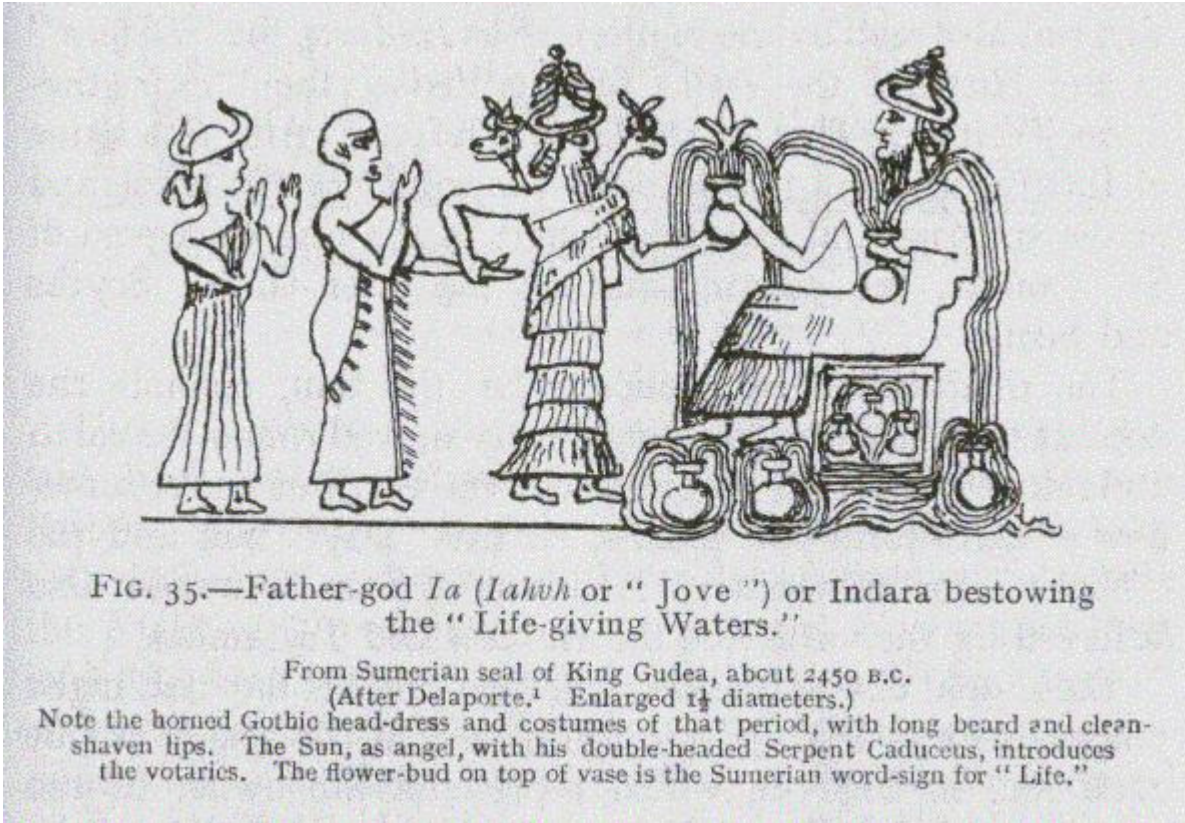 FIG. 35.—Father-god Ia (Iahvh or “ Jove ”) or Indara bestowing
the “ Life-giving Waters.”
From Sumerian seal of King Gudea, about 2450 B.C.
(After Delaporte.¹ Enlarged 1½ diameters.)
Note the horned Gothic head-dress and costumes of that period, with long beard and clean-
shaven lips. The Sun, as angel, with his double-headed Serpent Caduceus, introduces
the votaries. The flower-bud on top of vase is the Sumerian word-sign for “ Life.”